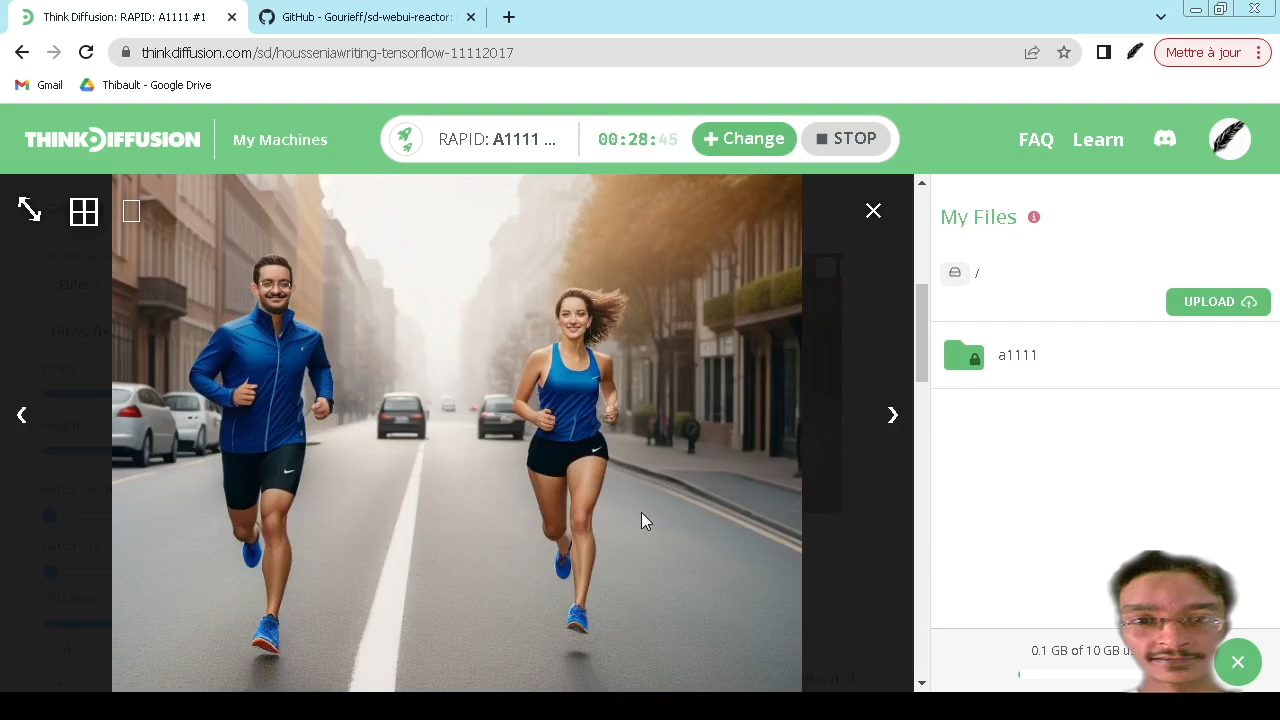 Think Diffusion: RAPID: A1111 #1
GitHub - Gourieff/sd-webui-reactor:
thinkdiffusion.com/sd/housseniawriting-tensorflow-11112017
Mettre à jour
Gmail
Thibault - Google Drive
THINKDIFFUSION
My Machines
RAPID: A1111 ...
00:28:45
+ Change
STOP
FAQ
Learn
My Files
/
UPLOAD
a1111
Hires. fix
0.1 GB of 10 GB